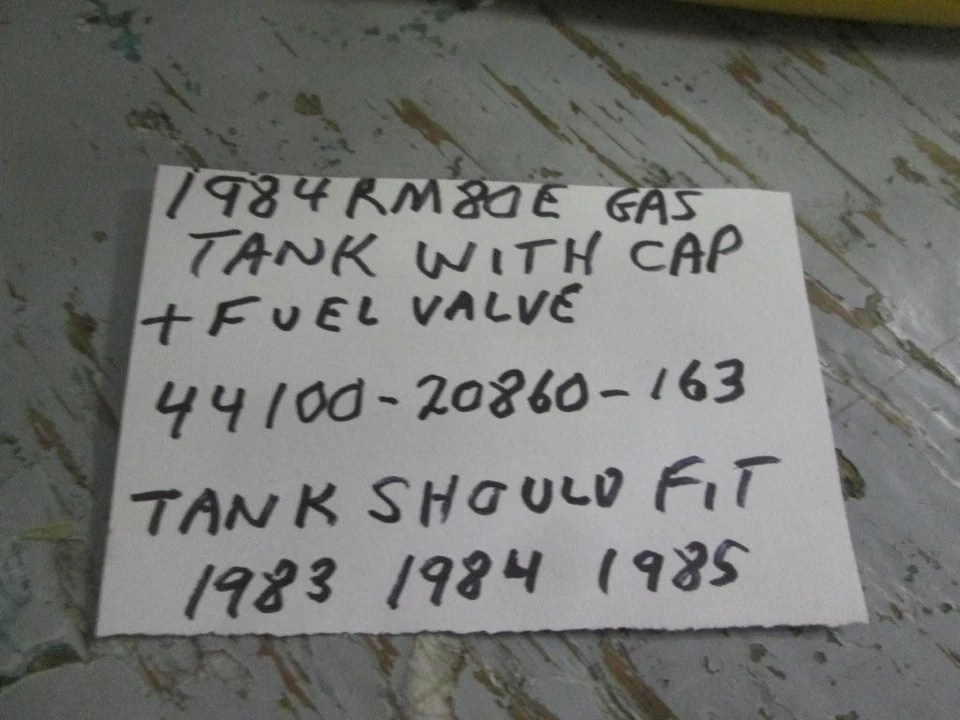 1984 RM80E GAS
TANK WITH CAP
+ FUEL VALVE
44100-20860-163
TANK SHOULD FIT
1983 1984 1985